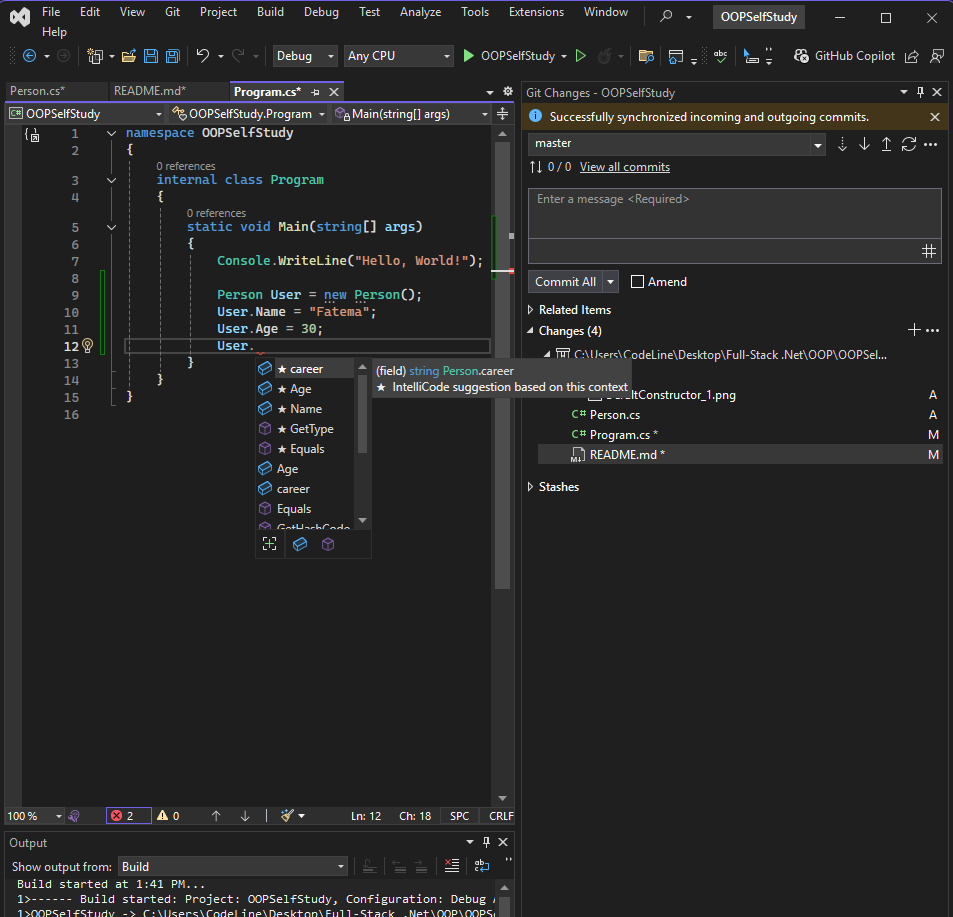 File Edit View Git Project Build Debug Test Analyze Tools Extensions Window OOPSelfStudy
Help
Debug Any CPU OOPSelfStudy GitHub Copilot
Person.cs* README.md* Program.cs*
OOPSelfStudy OOPSelfStudy.Program Main(string[] args)
1 namespace OOPSelfStudy
2 {
0 references
3 internal class Program
4 {
0 references
5 static void Main(string[] args)
6 {
7 Console.WriteLine("Hello, World!");
8
9 Person User = new Person();
10 User.Name = "Fatema";
11 User.Age = 30;
12 User.
13 }
14 }
15 }
16
★ career
★ Age
★ Name
★ GetType
★ Equals
Age
career
Equals
GetHashCode
(field) string Person.career
★ IntelliCode suggestion based on this context
100 % 2 0 Ln: 12 Ch: 18 SPC CRLF
Output
Show output from: Build
Build started at 1:41 PM...
1>------ Build started: Project: OOPSelfStudy, Configuration: Debug
1>OOPSelfStudy -> C:\Users\CodeLine\Desktop\Full-Stack .Net\OOP\OOPS
Git Changes - OOPSelfStudy
Successfully synchronized incoming and outgoing commits.
master
0 / 0 View all commits
Enter a message <Required>
Commit All Amend
Related Items
Changes (4)
C:\Users\CodeLine\Desktop\Full-Stack .Net\OOP\OOPSel...
A
C# Person.cs A
C# Program.cs * M
README.md * M
Stashes